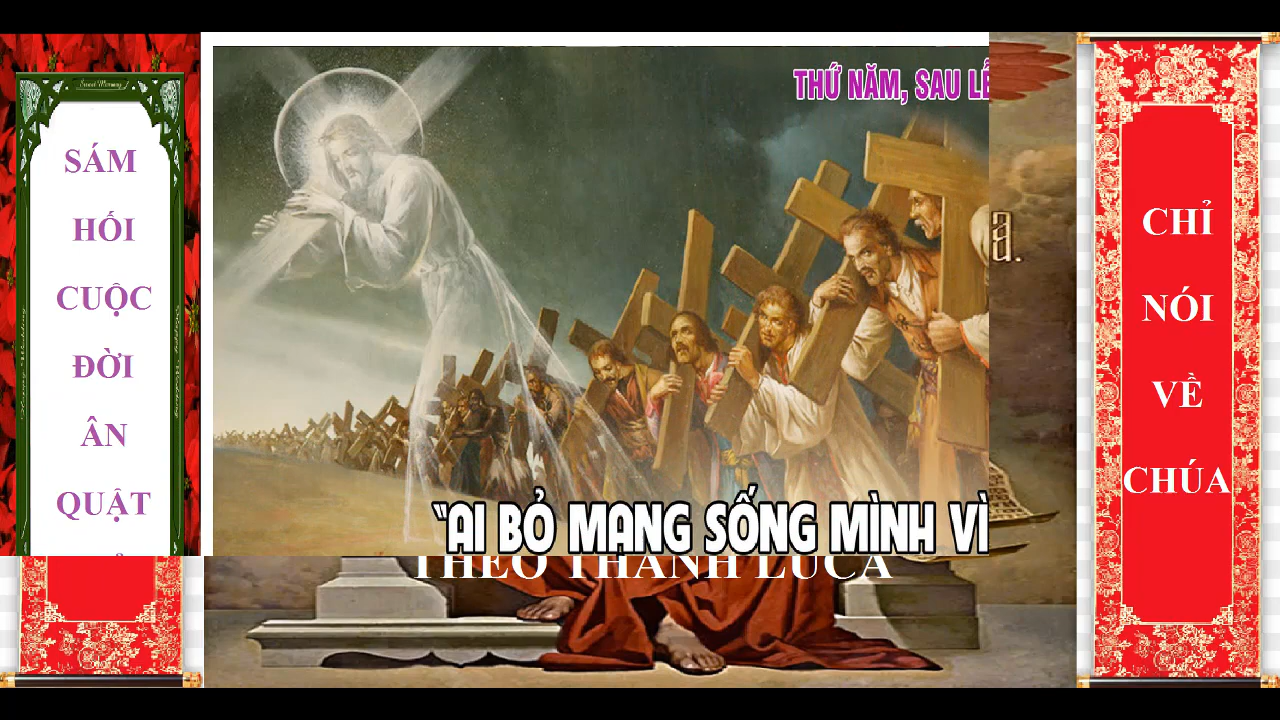 SÁM
HỐI
CUỘC
ĐỜI
ÂN
QUẬT
THỨ NĂM, SAU LỄ
a.
“AI BỎ MẠNG SỐNG MÌNH VÌ
THEO THÁNH LUCA
CHỈ
NÓI
VỀ
CHÚA